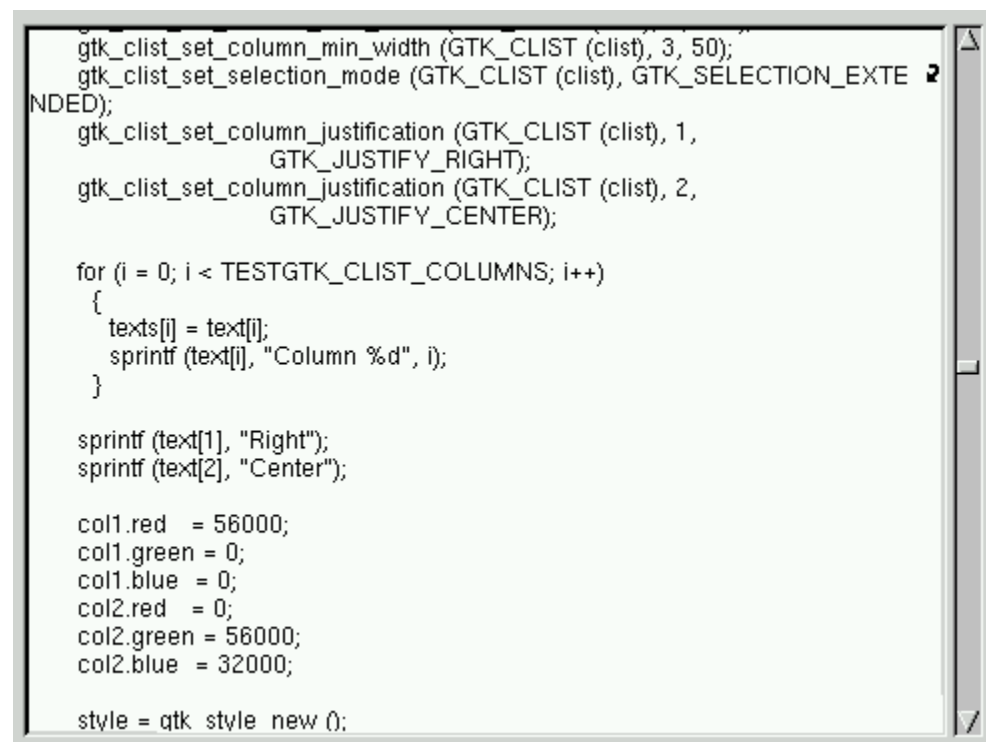 gtk_clist_set_column_min_width (GTK_CLIST (clist), 3, 50);
gtk_clist_set_selection_mode (GTK_CLIST (clist), GTK_SELECTION_EXTE
NDED);
gtk_clist_set_column_justification (GTK_CLIST (clist), 1,
GTK_JUSTIFY_RIGHT);
gtk_clist_set_column_justification (GTK_CLIST (clist), 2,
GTK_JUSTIFY_CENTER);
for (i = 0; i < TESTGTK_CLIST_COLUMNS; i++)
{
texts[i] = text[i];
sprintf (text[i], "Column %d", i);
}
sprintf (text[1], "Right");
sprintf (text[2], "Center");
col1.red = 56000;
col1.green = 0;
col1.blue = 0;
col2.red = 0;
col2.green = 56000;
col2.blue = 32000;
style = gtk_style_new ();